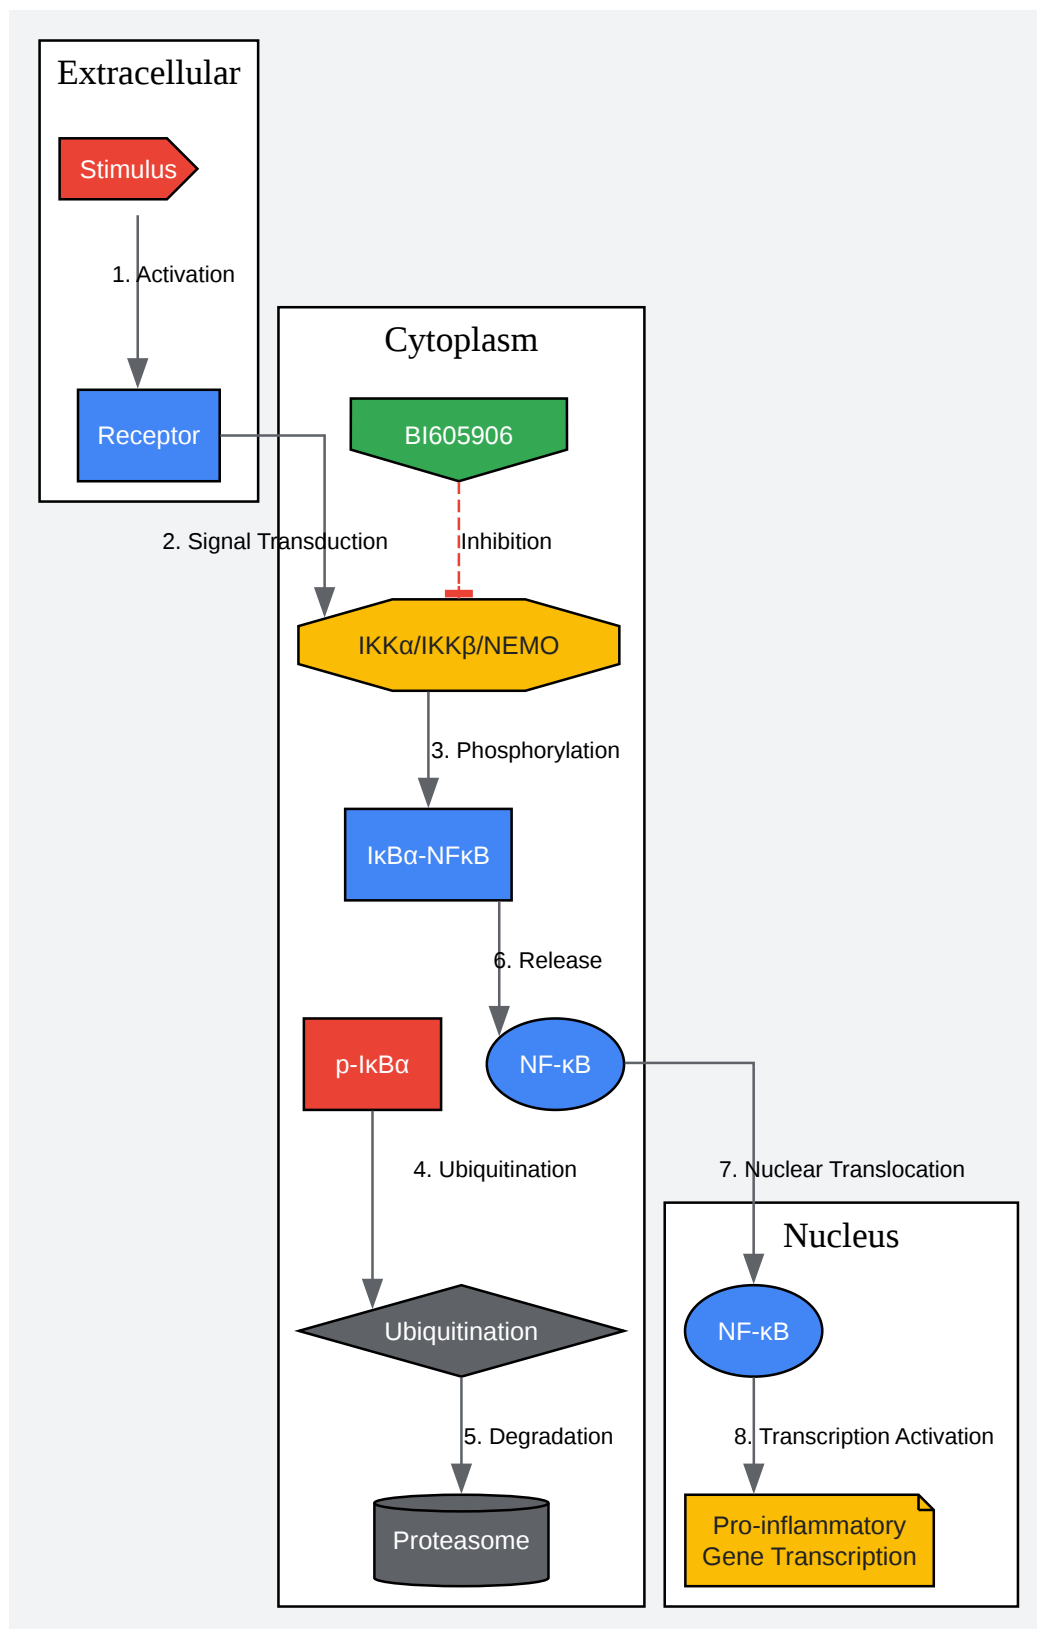 Extracellular
Stimulus
1. Activation
Receptor
2. Signal Transduction
Cytoplasm
BI605906
Inhibition
IKKα/IKKβ/NEMO
3. Phosphorylation
IκBα-NFκB
6. Release
p-IκBα
NF-κB
4. Ubiquitination
Ubiquitination
5. Degradation
Proteasome
7. Nuclear Translocation
Nucleus
NF-κB
8. Transcription Activation
Pro-inflammatory
Gene Transcription